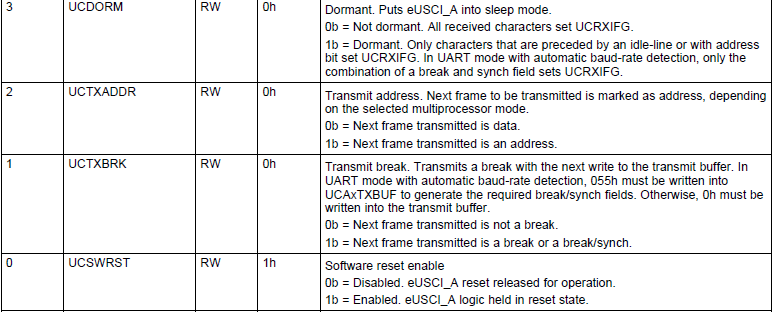 3 UCDORM RW 0h Dormant. Puts eUSCI_A into sleep mode.
0b = Not dormant. All received characters set UCRXIFG.
1b = Dormant. Only characters that are preceded by an idle-line or with address
bit set UCRXIFG. In UART mode with automatic baud-rate detection, only the
combination of a break and synch field sets UCRXIFG.
2 UCTXADDR RW 0h Transmit address. Next frame to be transmitted is marked as address, depending
on the selected multiprocessor mode.
0b = Next frame transmitted is data.
1b = Next frame transmitted is an address.
1 UCTXBRK RW 0h Transmit break. Transmits a break with the next write to the transmit buffer. In
UART mode with automatic baud-rate detection, 055h must be written into
UCAxTXBUF to generate the required break/synch fields. Otherwise, 0h must be
written into the transmit buffer.
0b = Next frame transmitted is not a break.
1b = Next frame transmitted is a break or a break/synch.
0 UCSWRST RW 1h Software reset enable
0b = Disabled. eUSCI_A reset released for operation.
1b = Enabled. eUSCI_A logic held in reset state.